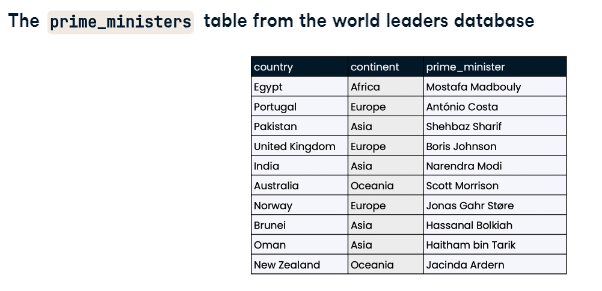 The prime_ministers table from the world leaders database
country continent prime_minister
Egypt Africa Mostafa Madbouly
Portugal Europe António Costa
Pakistan Asia Shehbaz Sharif
United Kingdom Europe Boris Johnson
India Asia Narendra Modi
Australia Oceania Scott Morrison
Norway Europe Jonas Gahr Støre
Brunei Asia Hassanal Bolkiah
Oman Asia Haitham bin Tarik
New Zealand Oceania Jacinda Ardern